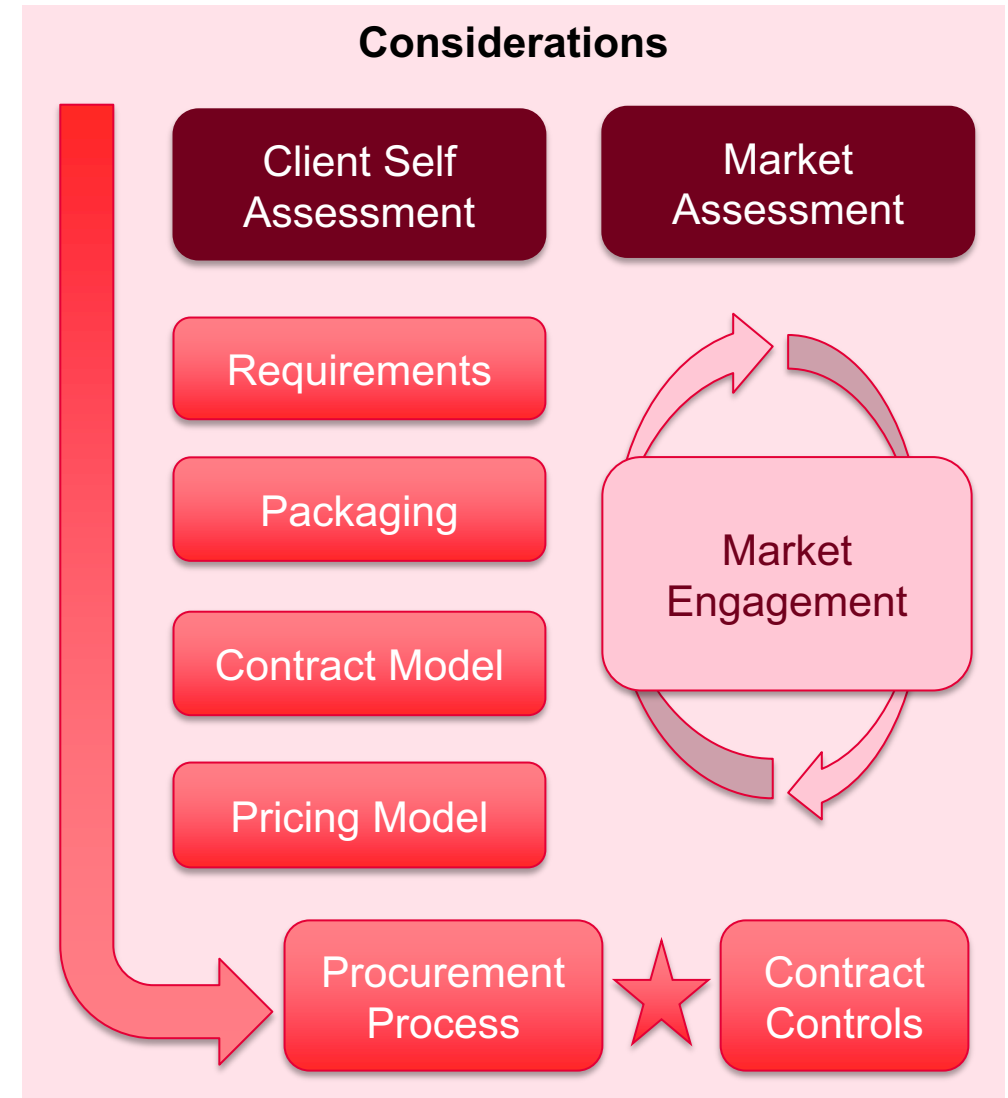 Considerations
Client Self
Assessment
Market
Assessment
Requirements
Packaging
Contract Model
Pricing Model
Market
Engagement
Procurement
Process
Contract
Controls